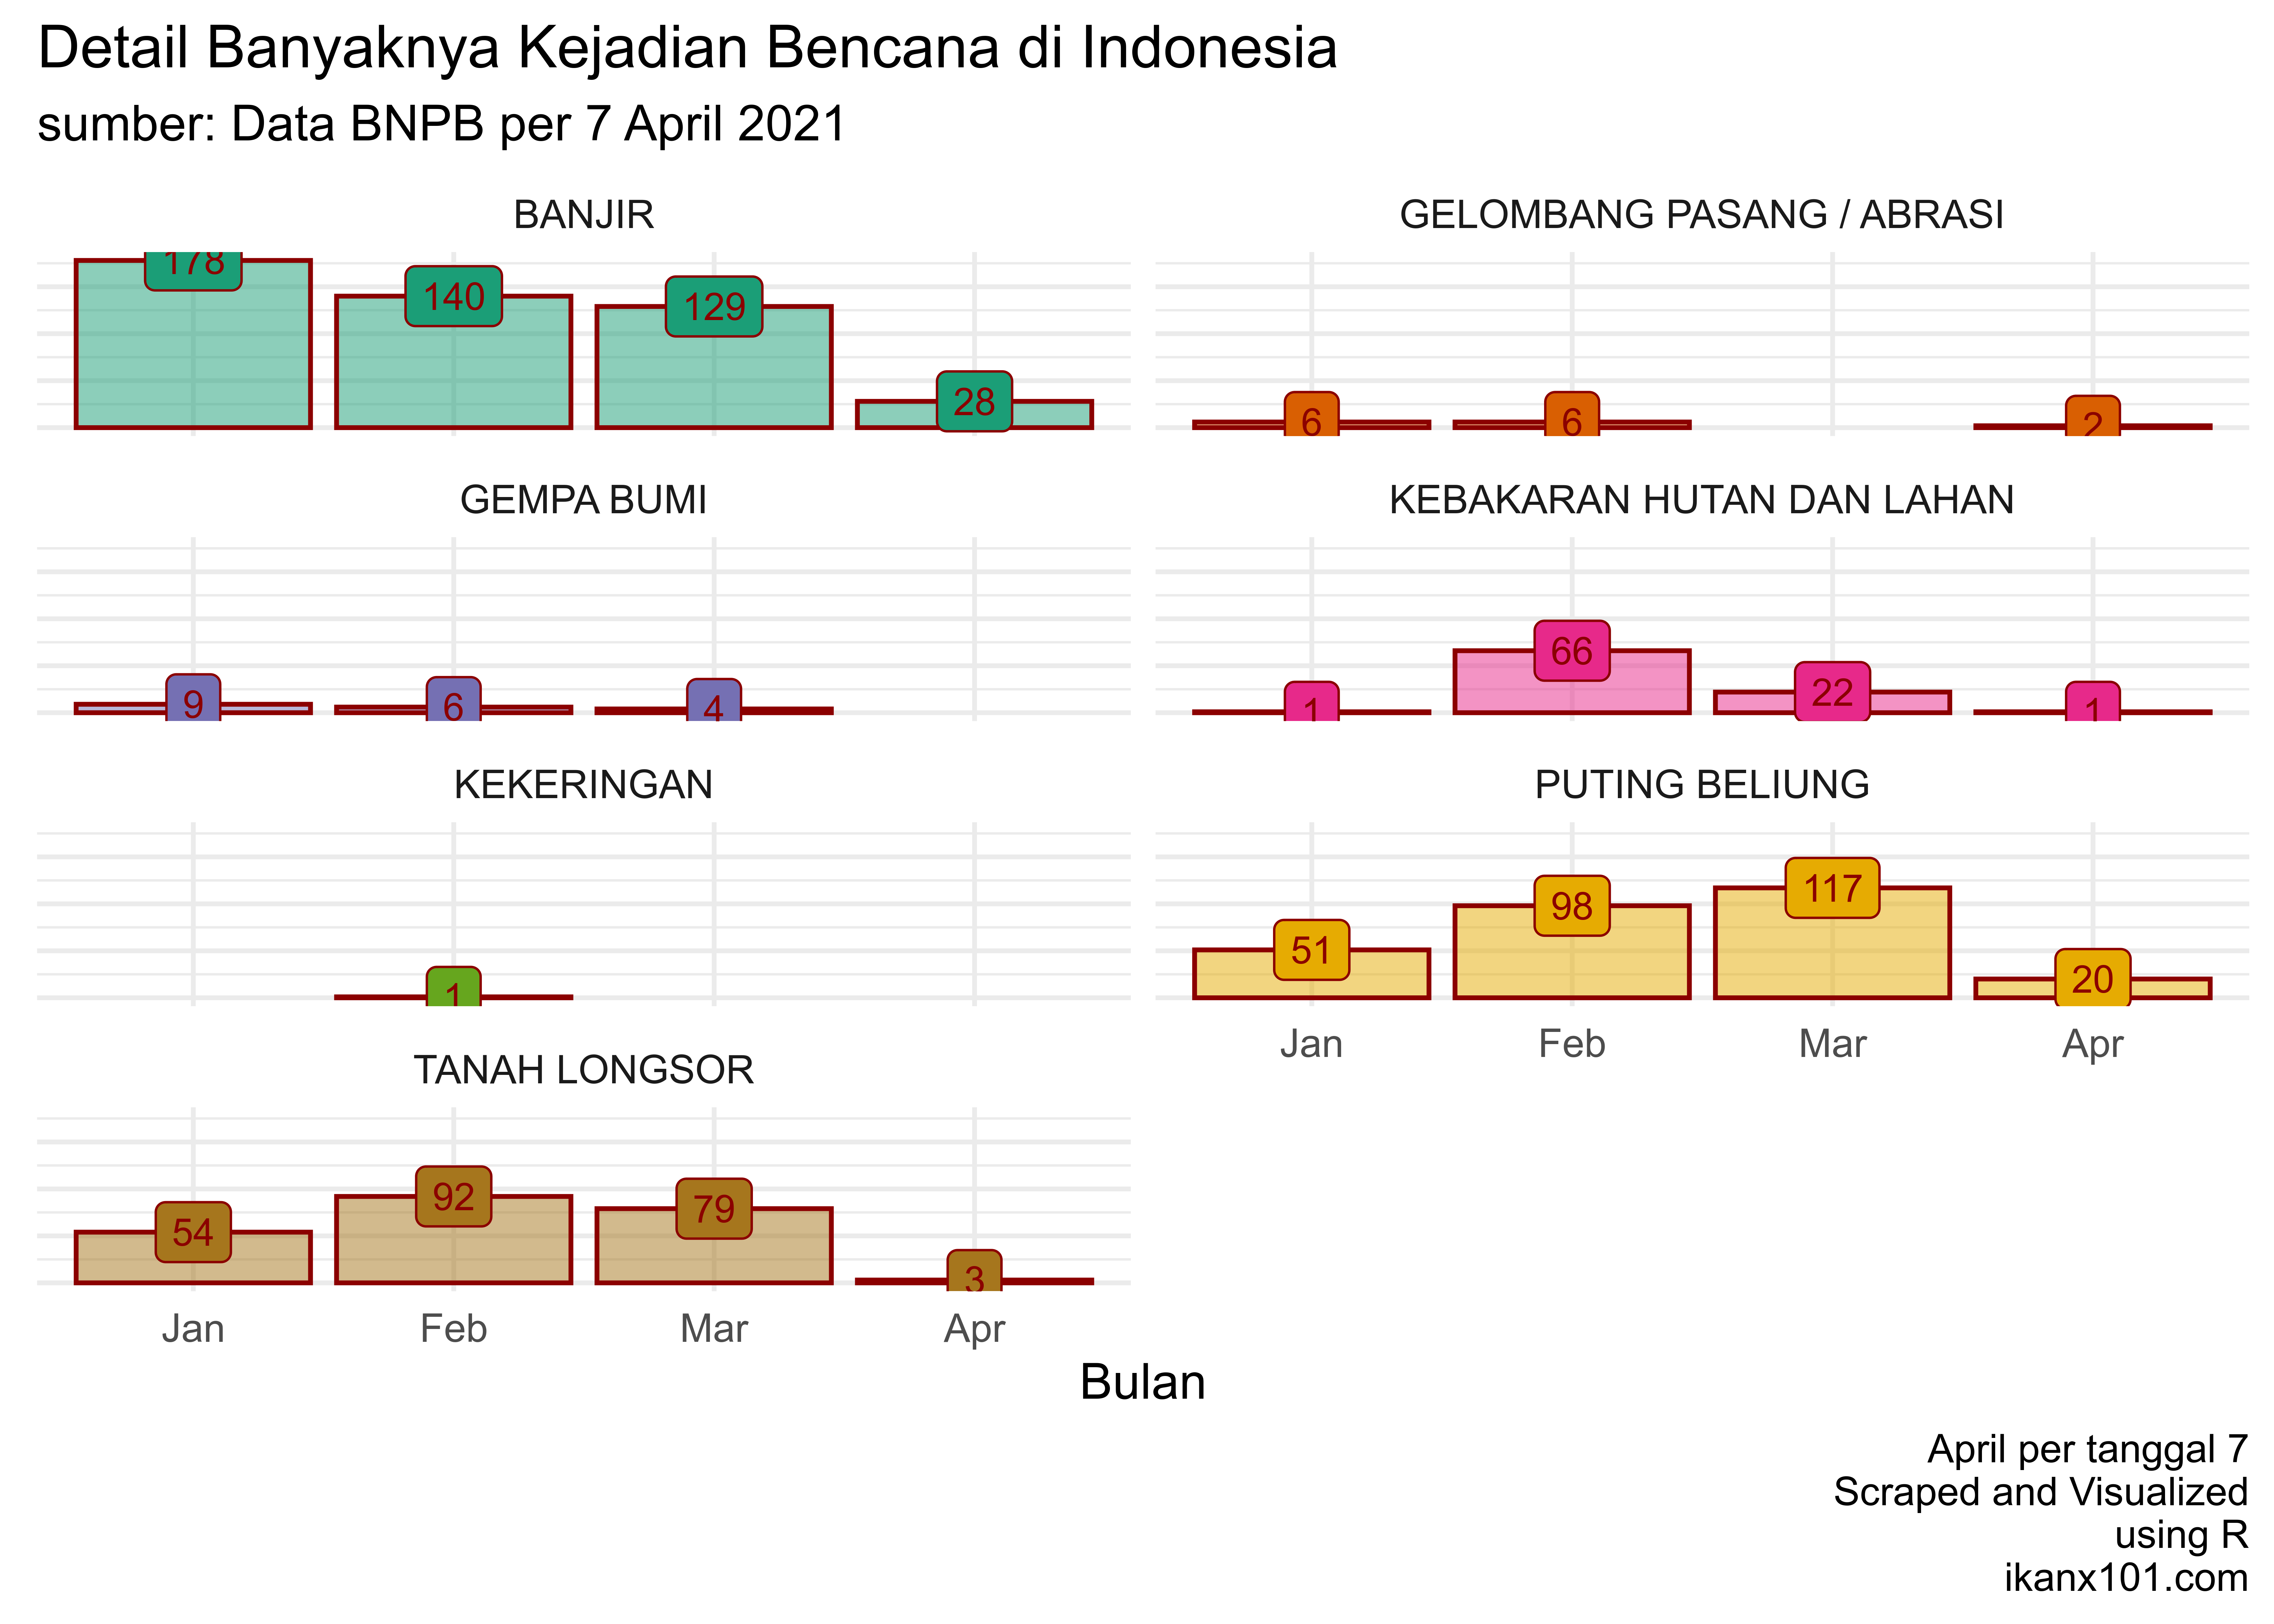 Detail Banyaknya Kejadian Bencana di Indonesia
sumber: Data BNPB per 7 April 2021
BANJIR
178
140
129
28
GELOMBANG PASANG / ABRASI
6
6
2
GEMPA BUMI
9
6
4
KEBAKARAN HUTAN DAN LAHAN
1
66
22
1
KEKERINGAN
1
PUTING BELIUNG
51
98
117
20
Jan Feb Mar Apr
TANAH LONGSOR
54
92
79
3
Jan Feb Mar Apr
Bulan
April per tanggal 7
Scraped and Visualized
using R
ikanx101.com